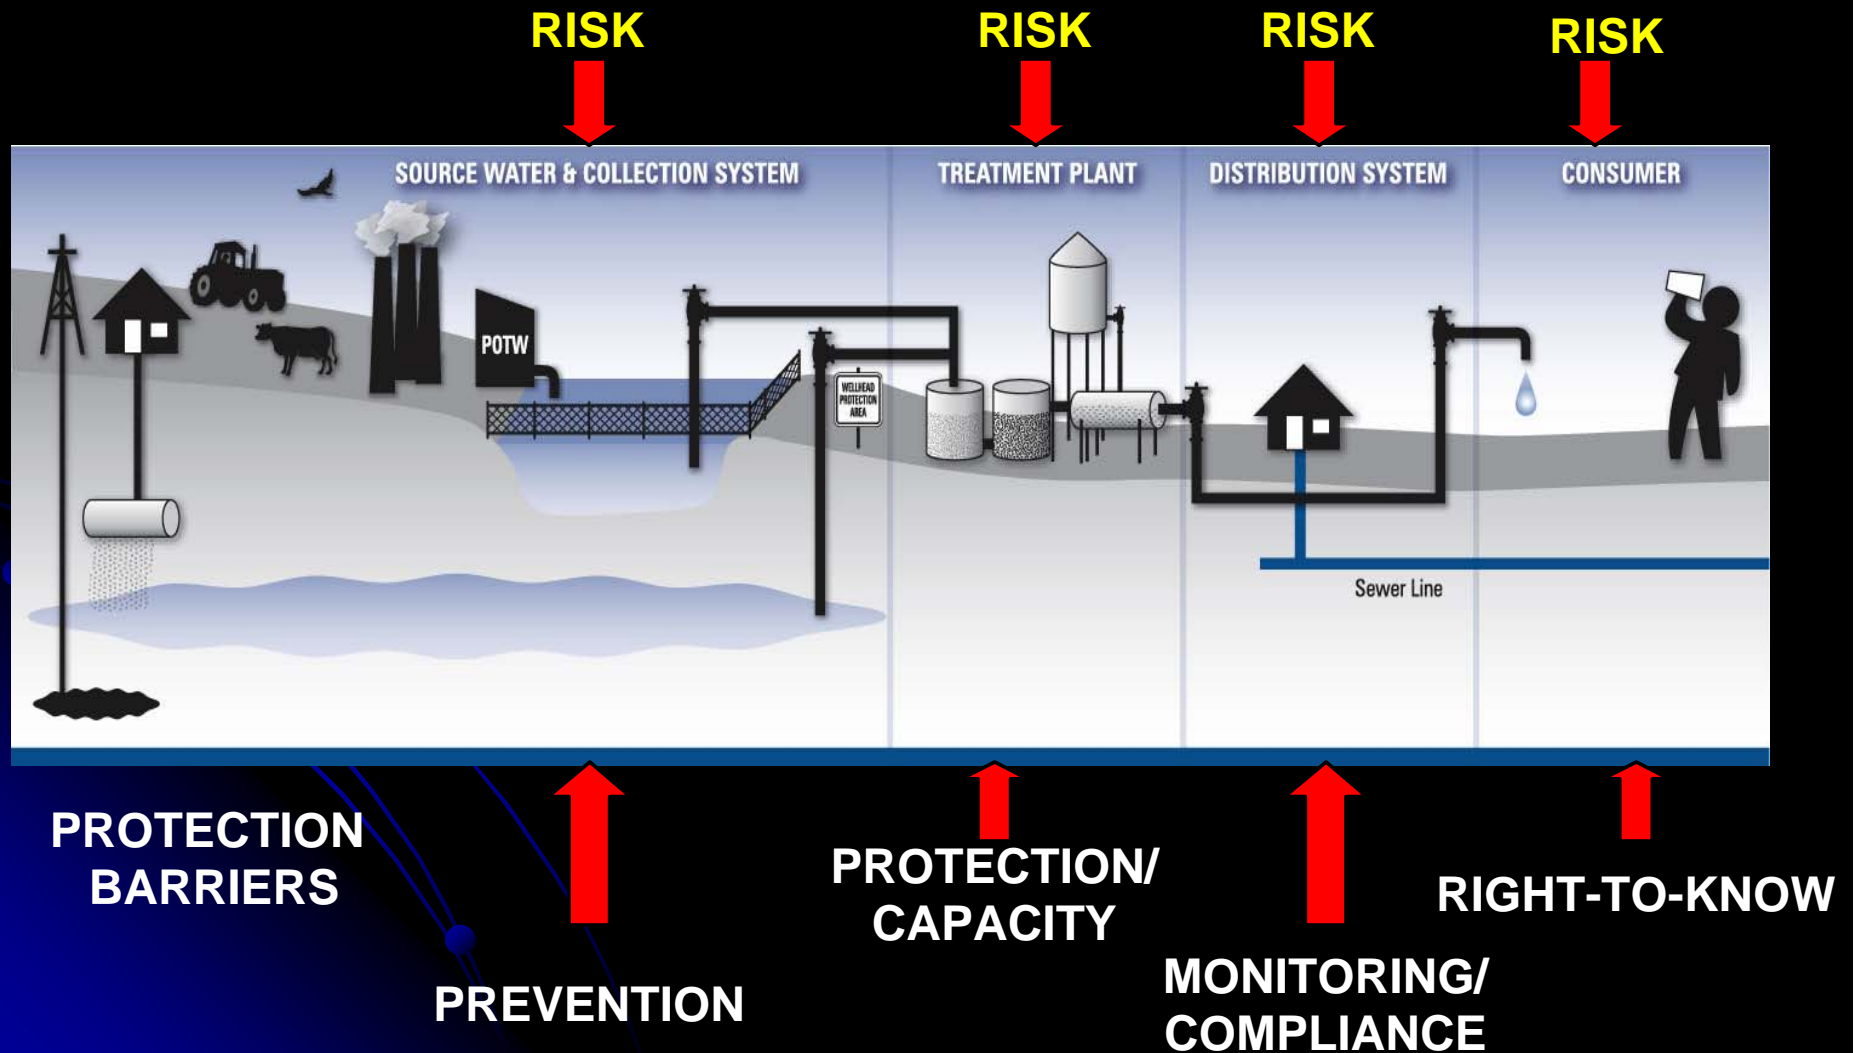 RISK
RISK
RISK
RISK
SOURCE WATER & COLLECTION SYSTEM
TREATMENT PLANT
DISTRIBUTION SYSTEM
CONSUMER
POTW
WELLHEAD
PROTECTION
AREA
Sewer Line
PROTECTION
BARRIERS
PREVENTION
PROTECTION/
CAPACITY
MONITORING/
COMPLIANCE
RIGHT-TO-KNOW